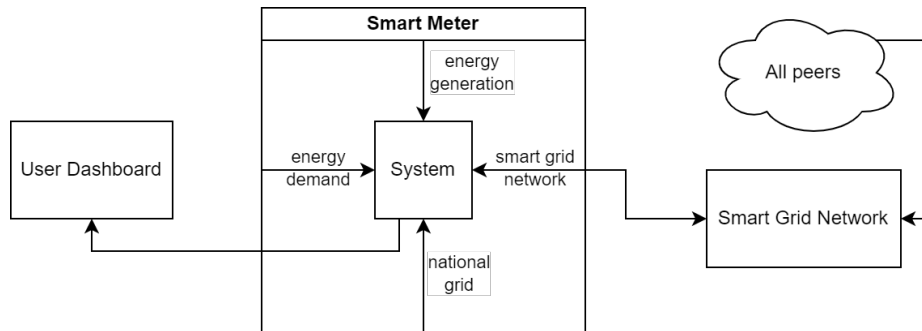 Smart Meter
energy
generation
All peers
User Dashboard
energy
demand
System
smart grid
network
Smart Grid Network
national
grid